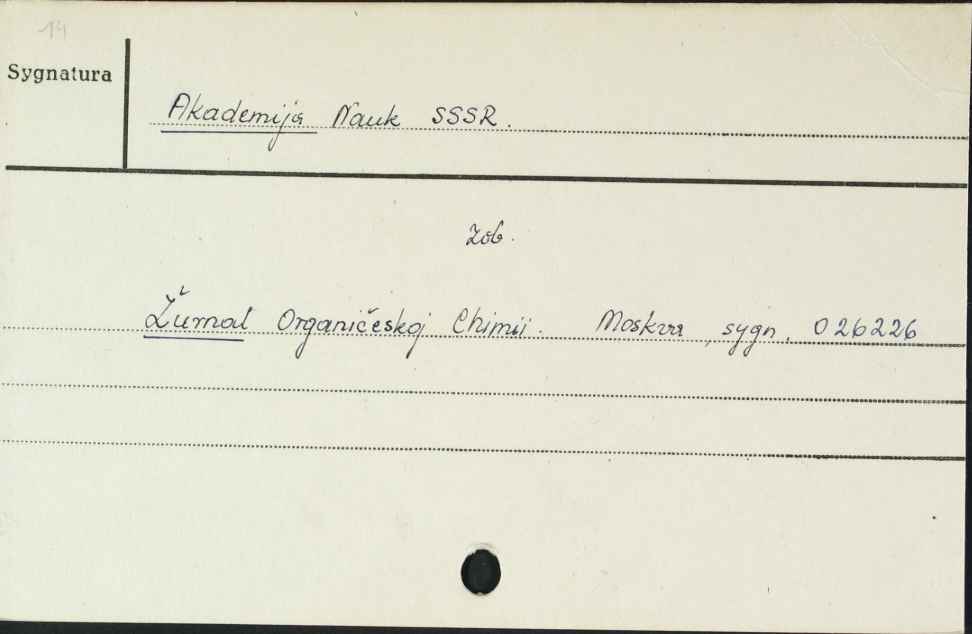 14
Sygnatura
Akademija Nauk SSSR.
Zob.
Žurnal Organičeskoj Chimii. Moskva, sygn. 026226